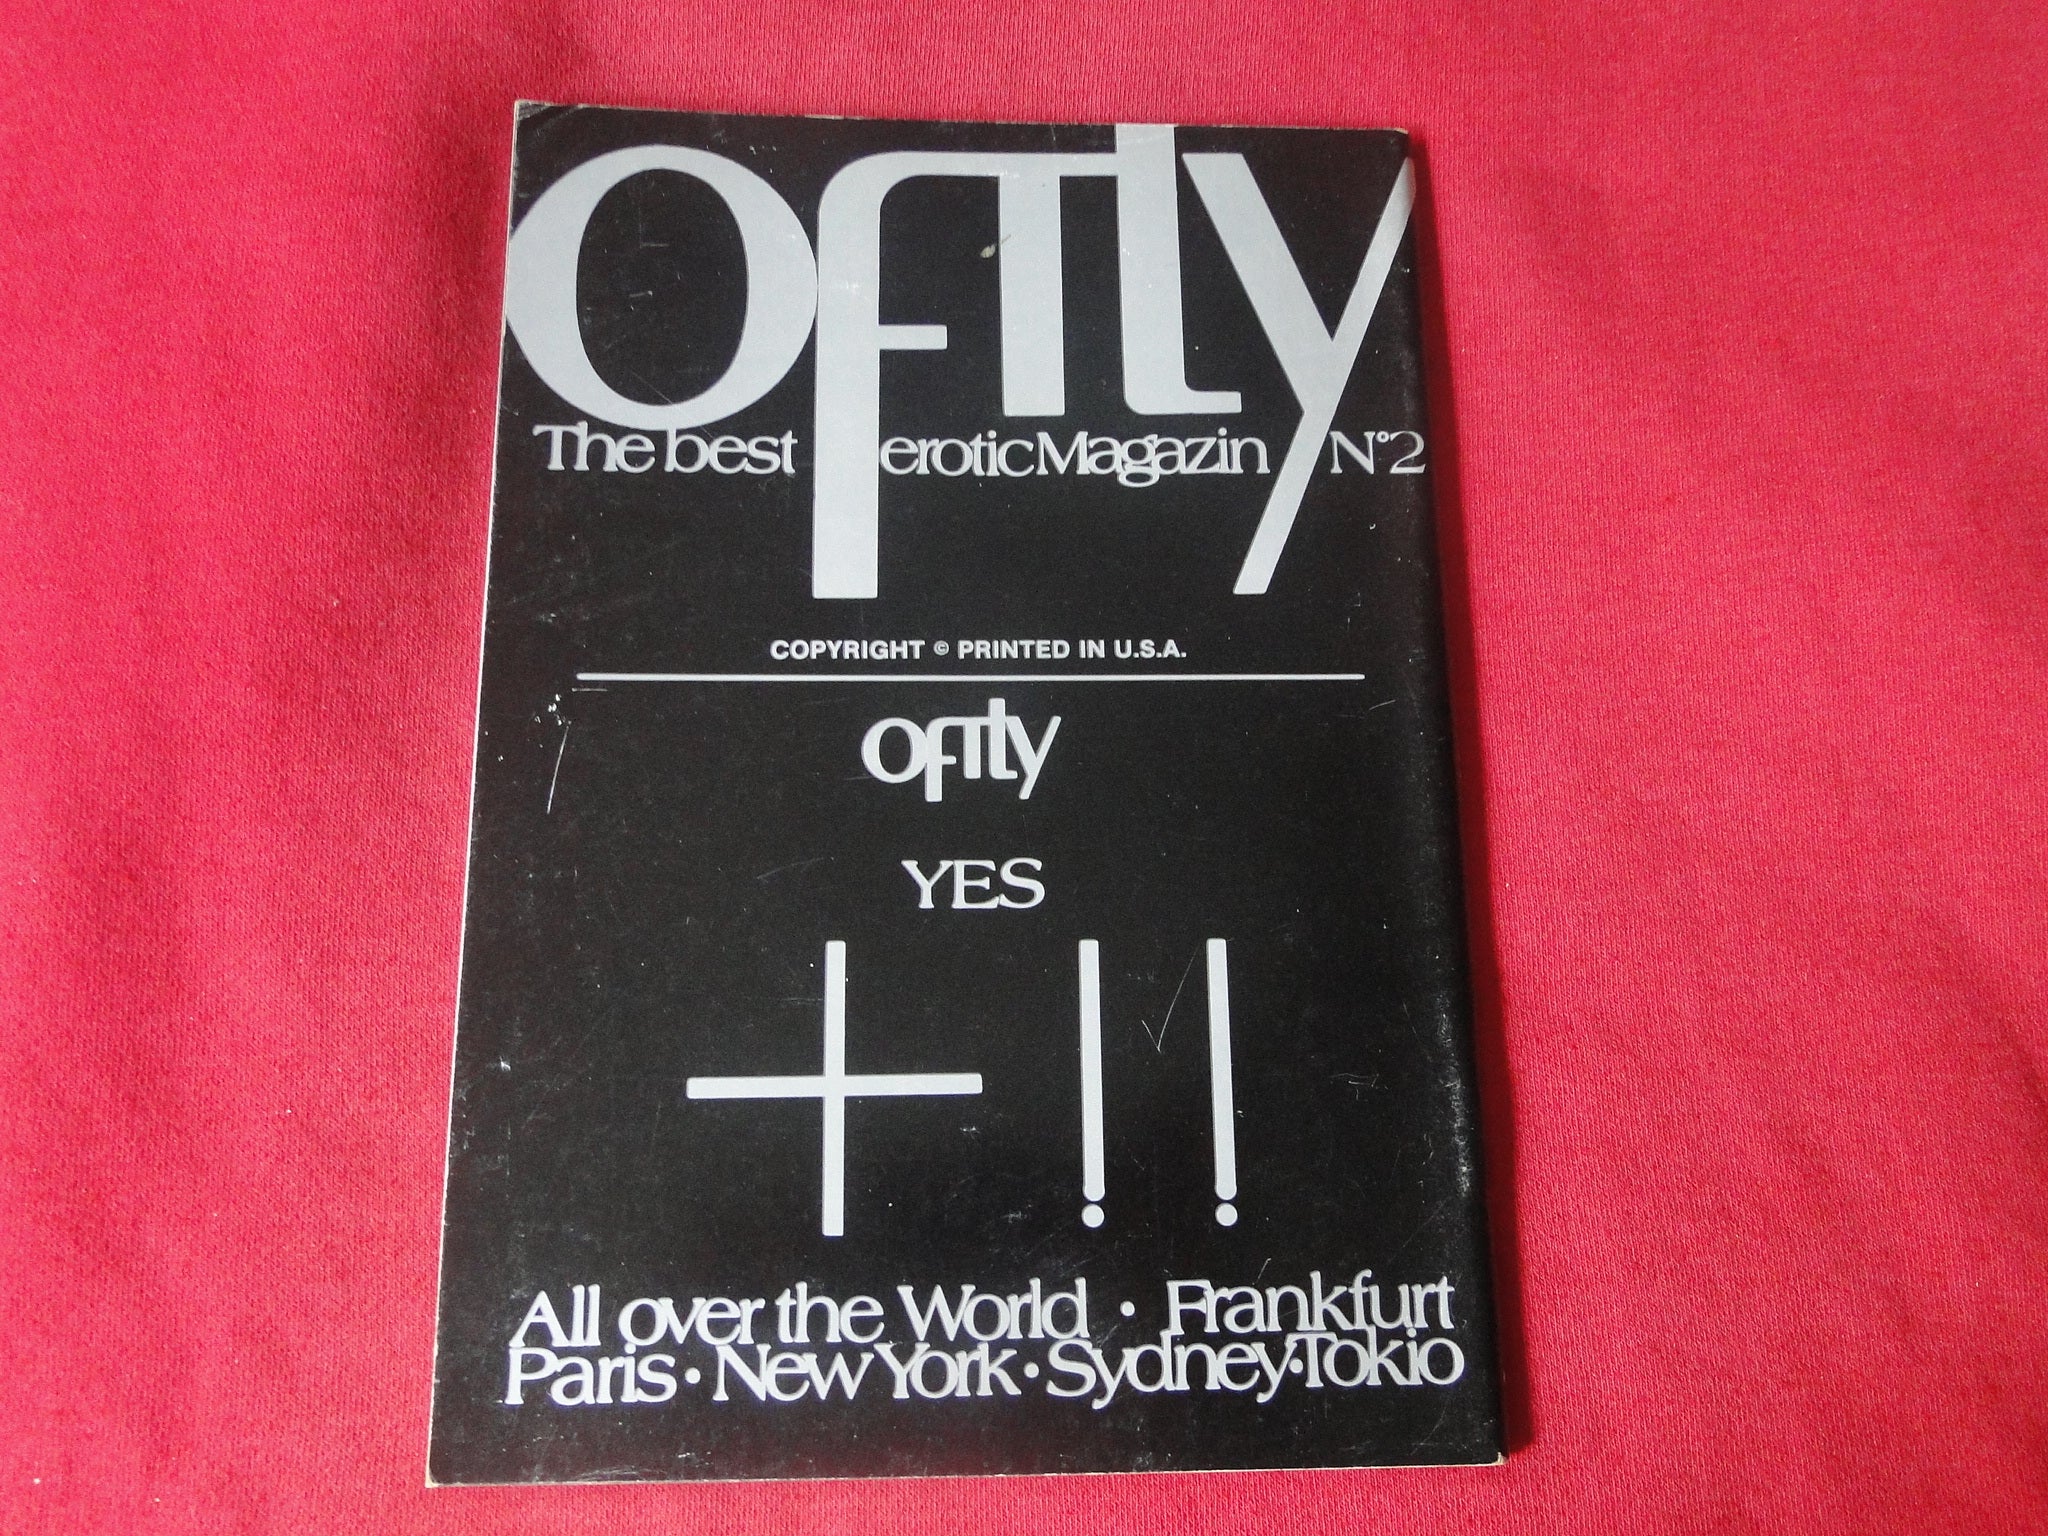 oftly
The best erotic Magazin N°2
COPYRIGHT © PRINTED IN U.S.A.
oftly
YES
+!!
All over the World • Frankfurt
Paris • New York • Sydney • Tokio